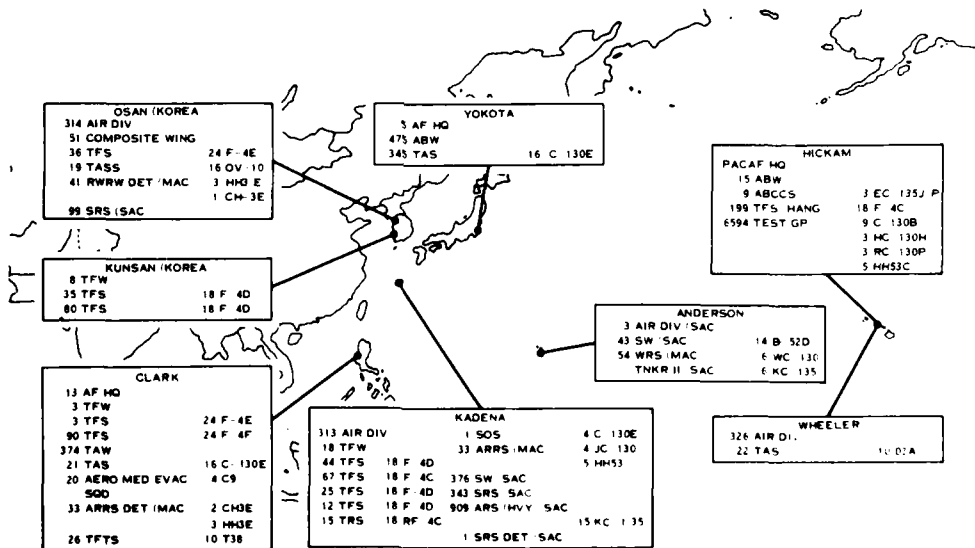 OSAN (KOREA
314 AIR DIV
51 COMPOSITE WING
36 TFS 24 F-4E
19 TASS 16 OV-10
41 RWRW DET (MAC 3 HH3 E
1 CH-3E
99 SRS (SAC
YOKOTA
5 AF HQ
475 ABW
345 TAS 16 C 130E
HICKAM
PACAF HQ
15 ABW
9 ABCCS 3 EC 135J P
199 TFS HANG 18 F 4C
6594 TEST GP 9 C 130B
3 HC 130H
3 RC 130P
5 HH53C
KUNSAN (KOREA
8 TFW
35 TFS 18 F 4D
80 TFS 18 F 4D
ANDERSON
3 AIR DIV (SAC
43 SW (SAC 14 B 52D
54 WRS (MAC 6 WC 130
TNKR II SAC 6 KC 135
CLARK
13 AF HQ
3 TFW
3 TFS 24 F-4E
90 TFS 24 F-4F
374 TAW
21 TAS 16 C-130E
20 AERO MED EVAC 4 C9
SQD
33 ARRS DET (MAC 2 CH3E
3 HH3E
26 TFTS 10 T38
KADENA
313 AIR DIV 1 SOS 4 C 130E
18 TFW 33 ARRS (MAC 4 JC 130
44 TFS 18 F 4D 5 HH53
67 TFS 18 F 4C 376 SW SAC
25 TFS 18 F-4D 343 SRS SAC
12 TFS 18 F-4D 909 ARS (HVY SAC
15 TRS 18 RF 4C 15 KC 135
1 SRS DET (SAC
WHEELER
326 AIR DI
22 TAS